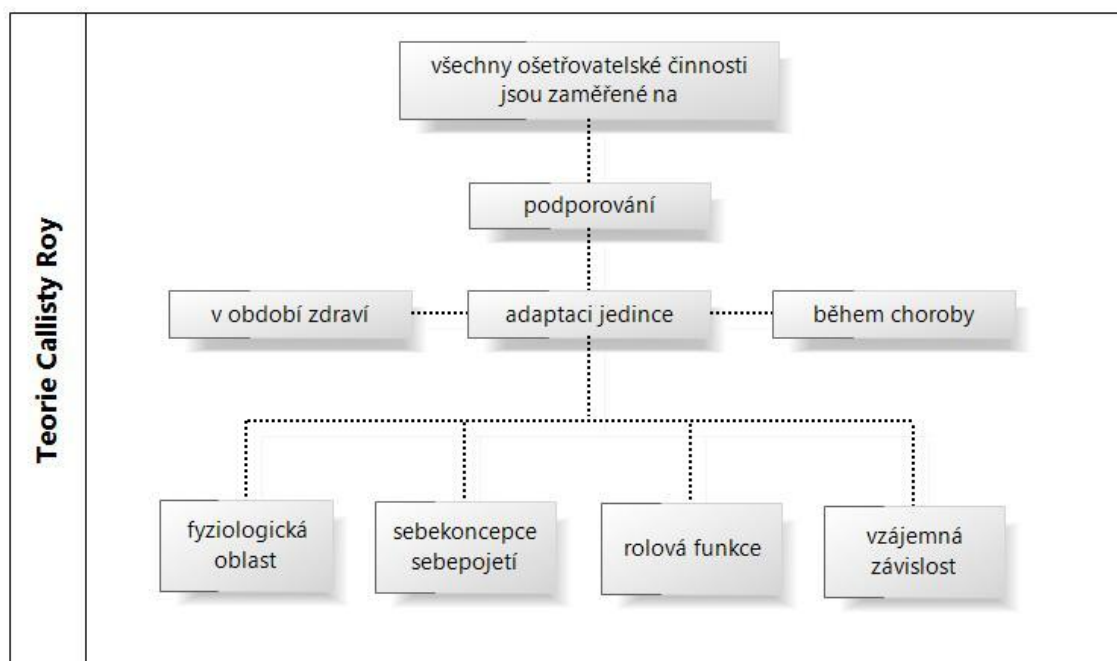 Teorie Callisty Roy
všechny ošetřovatelské činnosti
jsou zaměřené na
podporování
v období zdraví
adaptaci jedince
během choroby
fyziologická
oblast
sebekoncepce
sebepojetí
rolová funkce
vzájemná
závislost